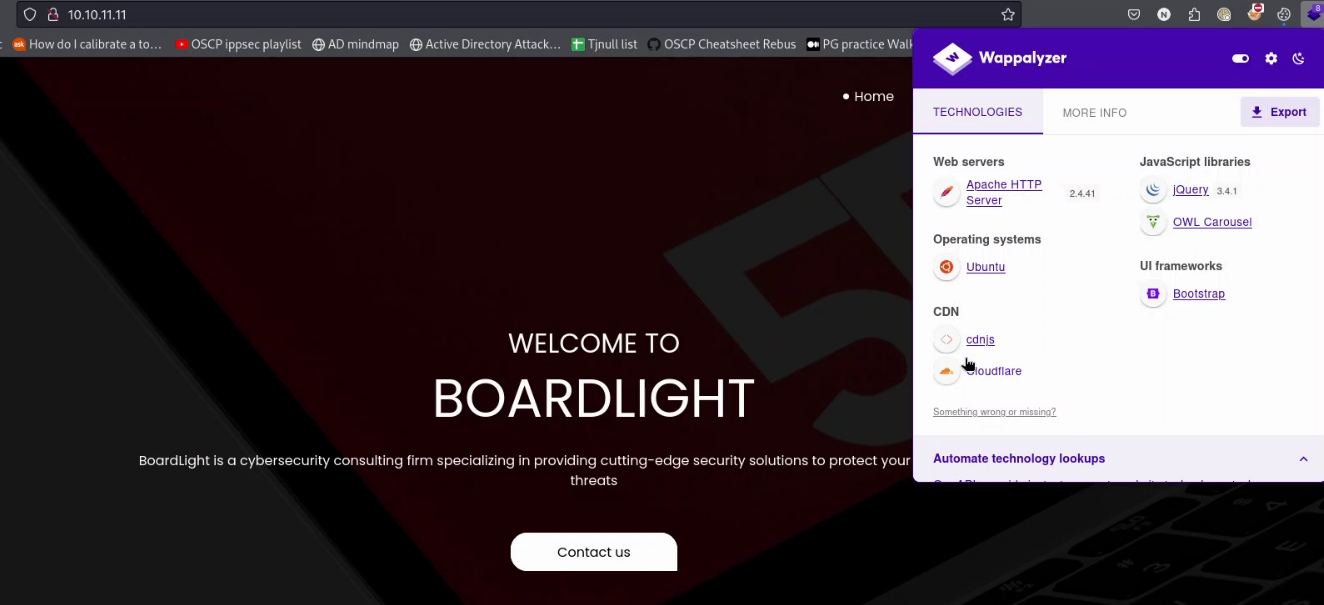 10.10.11.11
How do I calibrate a to...
OSCP ippsec playlist
AD mindmap
Active Directory Attack...
Tjnull list
OSCP Cheatsheet Rebus
PG practice Walk
Home
WELCOME TO
BOARDLIGHT
BoardLight is a cybersecurity consulting firm specializing in providing cutting-edge security solutions to protect your
threats
Contact us
Wappalyzer
TECHNOLOGIES
MORE INFO
Export
Web servers
Apache HTTP
Server
2.4.41
Operating systems
Ubuntu
CDN
cdnjs
Cloudflare
JavaScript libraries
jQuery 3.4.1
OWL Carousel
UI frameworks
Bootstrap
Something wrong or missing?
Automate technology lookups